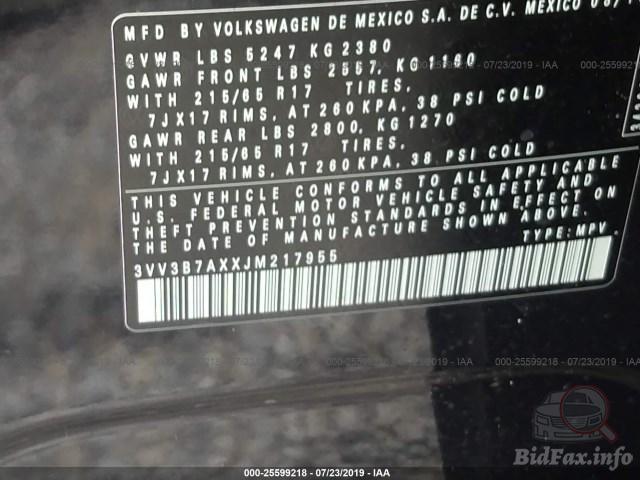 MFD BY VOLKSWAGEN DE MEXICO S.A. DE C.V. MEXICO
GVWR LBS 5247 KG 2380
GAWR FRONT LBS 2557, KG 1160
WITH 215/65 R17 TIRES,
7JX17 RIMS, AT 260 KPA, 38 PSI COLD
GAWR REAR LBS 2800, KG 1270
WITH 215/65 R17 TIRES,
7JX17 RIMS, AT 260 KPA, 38 PSI COLD
THIS VEHICLE CONFORMS TO ALL APPLICABLE
U.S. FEDERAL MOTOR VEHICLE SAFETY AND
THEFT PREVENTION STANDARDS IN EFFECT ON
THE DATE OF MANUFACTURE SHOWN ABOVE.
3VV3B7AXXJM217955 TYPE: MPV
000-25599218 - 07/23/2019 - IAA
BidFax.info